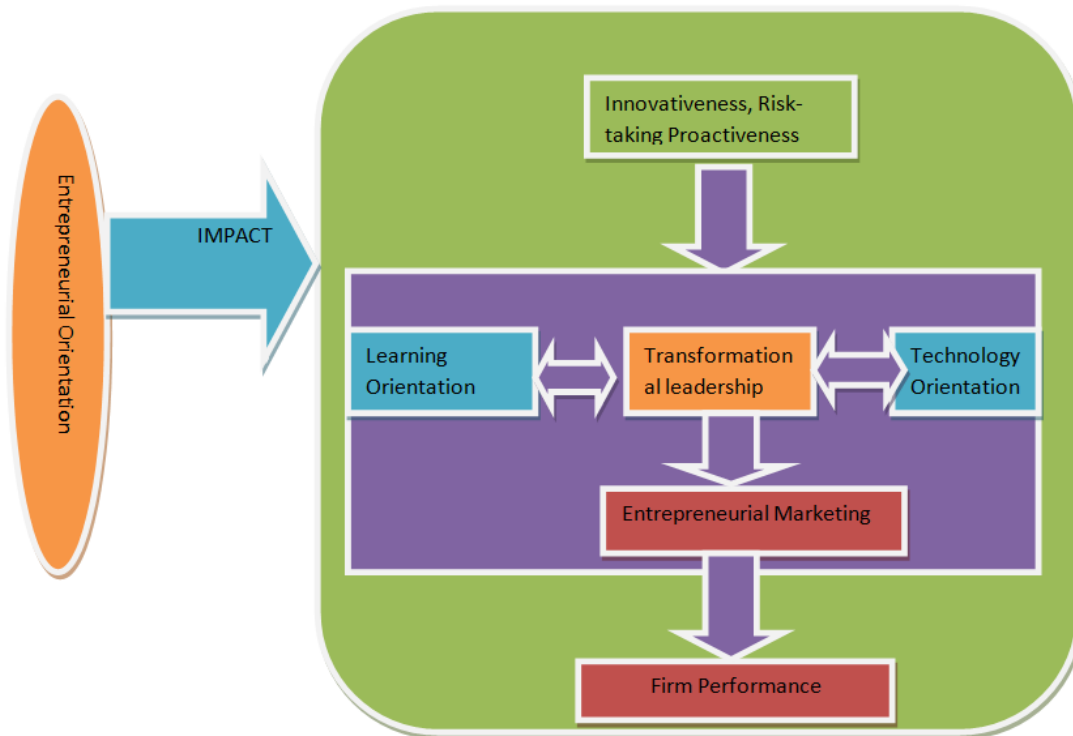 Entrepreneurial Orientation
IMPACT
Innovativeness, Risk-
taking Proactiveness
Learning
Orientation
Transformation
al leadership
Technology
Orientation
Entrepreneurial Marketing
Firm Performance